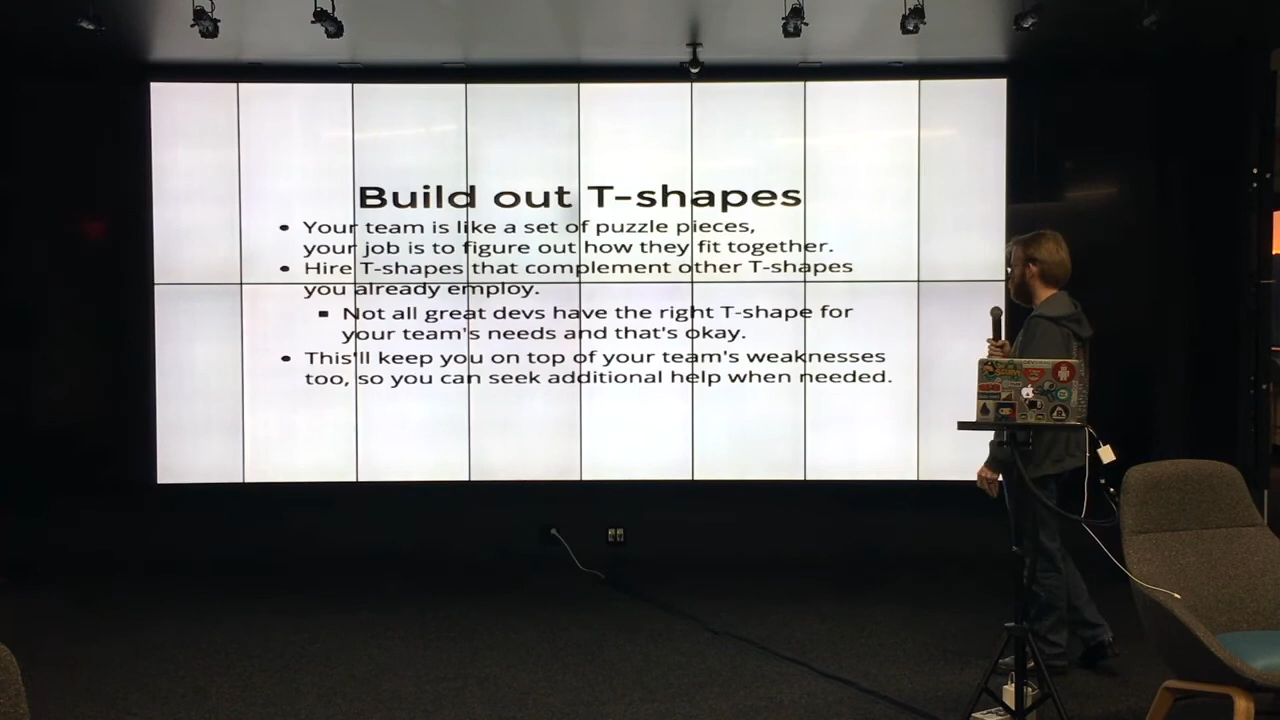 Build out T-shapes
• Your team is like a set of puzzle pieces,
your job is to figure out how they fit together.
• Hire T-shapes that complement other T-shapes
you already employ.
▪ Not all great devs have the right T-shape for
your team's needs and that's okay.
• This'll keep you on top of your team's weaknesses
too, so you can seek additional help when needed.